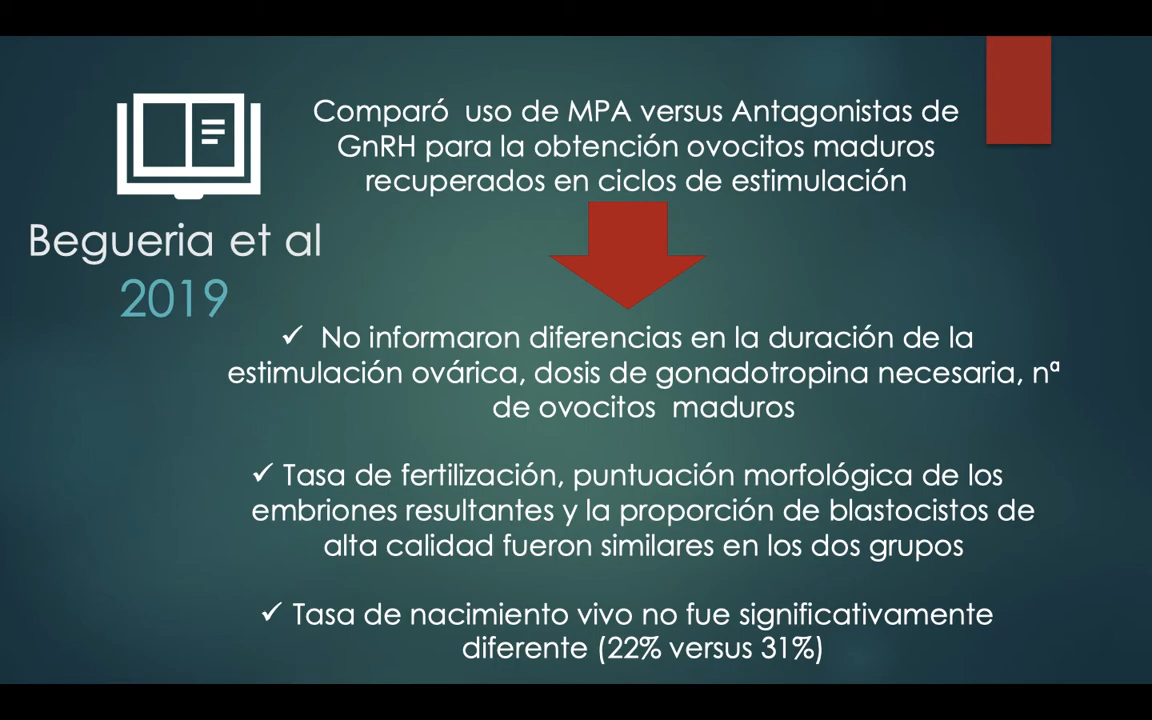 Begueria et al
2019
Comparó uso de MPA versus Antagonistas de
GnRH para la obtención ovocitos maduros
recuperados en ciclos de estimulación
✓ No informaron diferencias en la duración de la
estimulación ovárica, dosis de gonadotropina necesaria, nª
de ovocitos maduros
✓ Tasa de fertilización, puntuación morfológica de los
embriones resultantes y la proporción de blastocistos de
alta calidad fueron similares en los dos grupos
✓ Tasa de nacimiento vivo no fue significativamente
diferente (22% versus 31%)